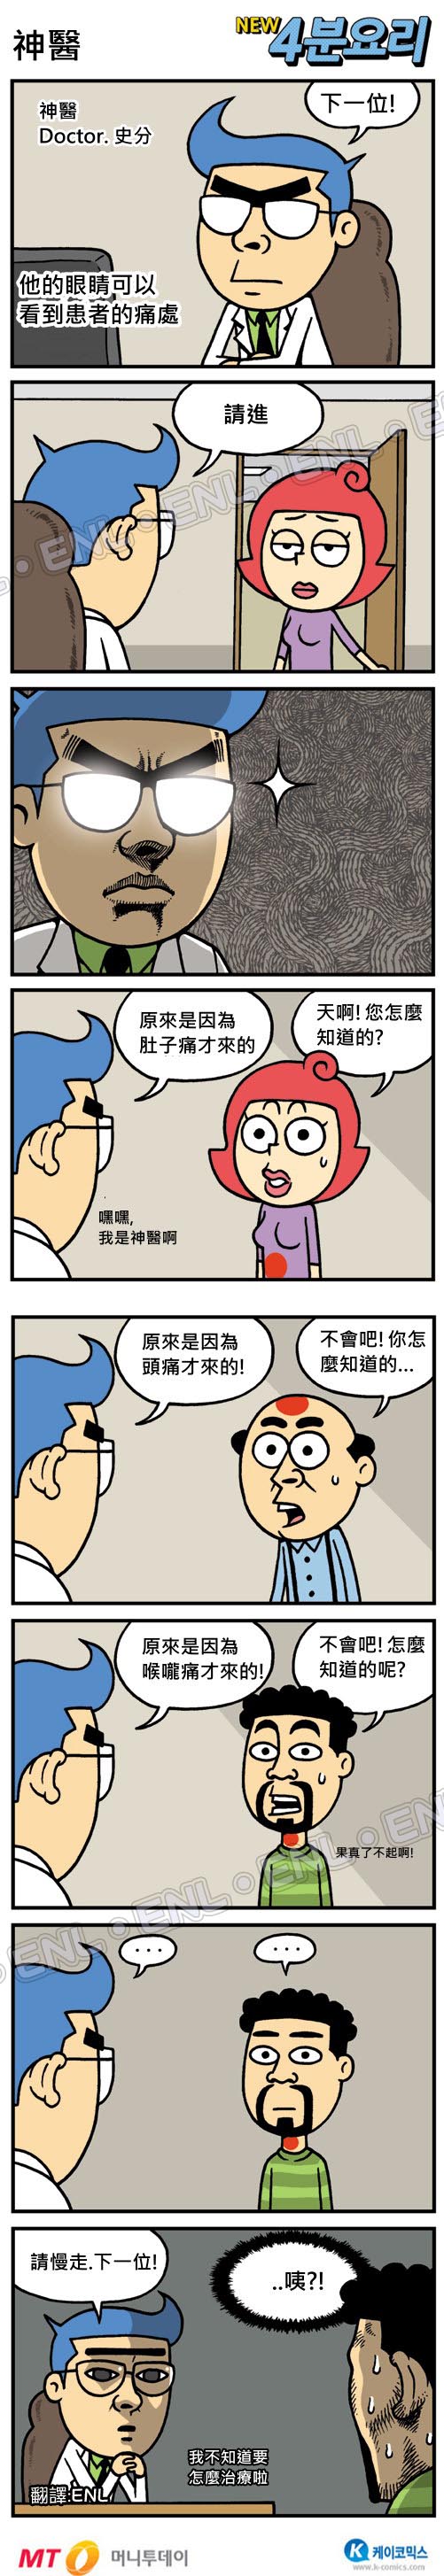 神醫
NEW 4분요리
下一位!
神醫
Doctor. 史分
他的眼睛可以
看到患者的痛處
請進
ENL
原來是因為
肚子痛才來的
天啊! 您怎麼
知道的?
嘿嘿,
我是神醫啊
原來是因為
頭痛才來的!
不會吧! 你怎
麼知道的...
原來是因為
喉嚨痛才來的!
不會吧! 怎麼
知道的呢?
果真了不起啊!
ENL
...
...
請慢走.下一位!
..咦?!
我不知道要
怎麼治療啦
翻譯:ENL
MT 머니투데이
K 케이코믹스
www.k-comics.com